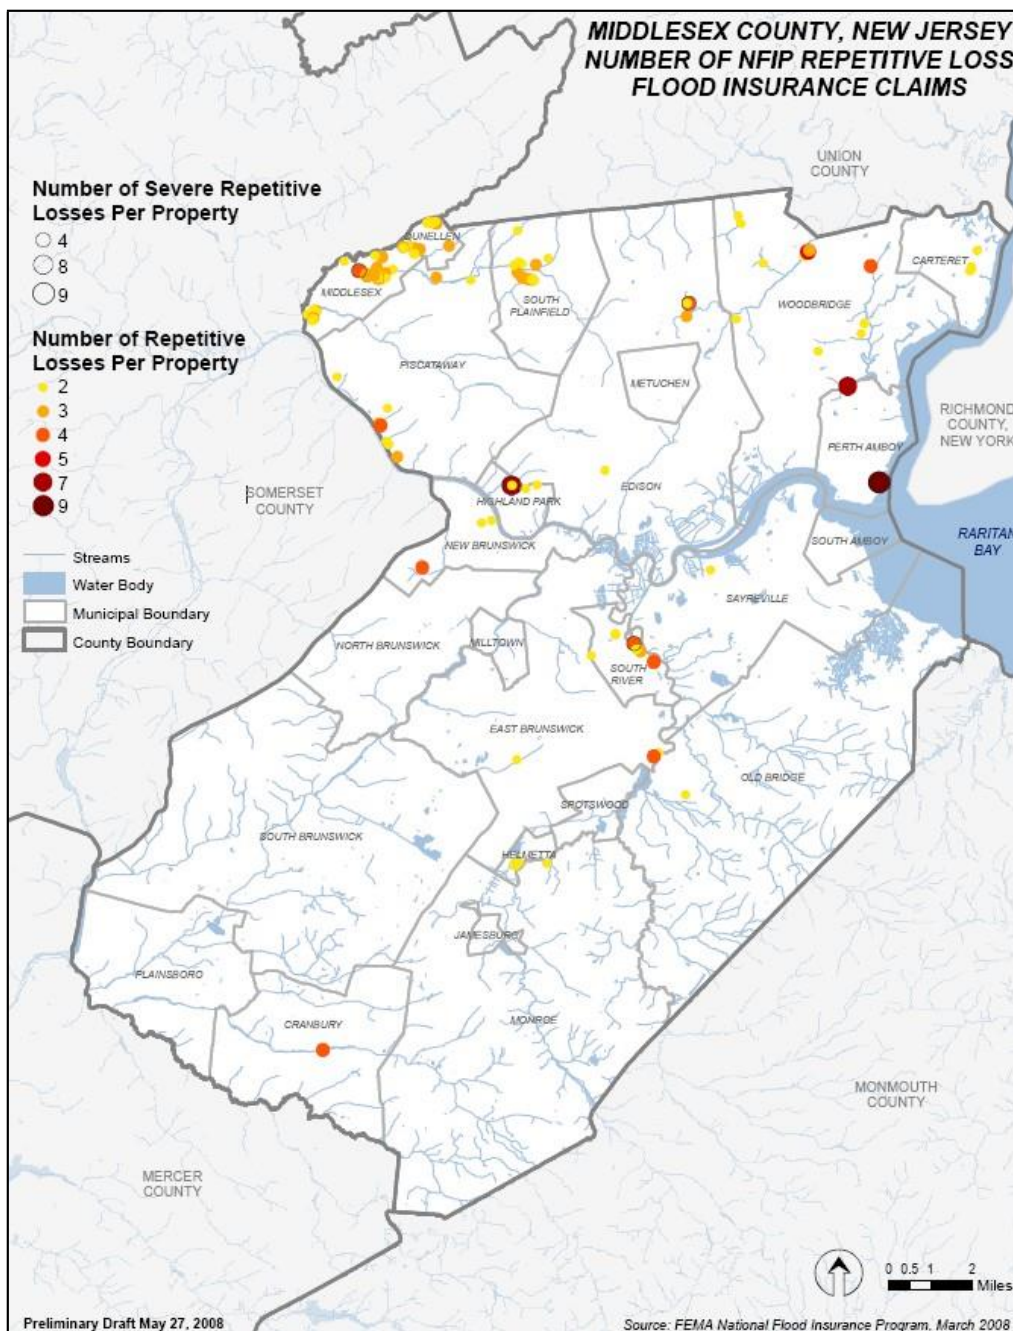 MIDDLESEX COUNTY, NEW JERSEY
NUMBER OF NFIP REPETITIVE LOSS
FLOOD INSURANCE CLAIMS
UNION
COUNTY
Number of Severe Repetitive
Losses Per Property
4
8
9
Number of Repetitive
Losses Per Property
2
3
4
5
7
9
Streams
Water Body
Municipal Boundary
County Boundary
DUNELLEN
MIDDLESEX
SOUTH
PLAINFIELD
CARTERET
WOODBRIDGE
PISCATAWAY
METUCHEN
RICHMOND
COUNTY,
NEW YORK
PERTH AMBOY
SOMERSET
COUNTY
HIGHLAND PARK
EDISON
NEW BRUNSWICK
SOUTH AMBOY
RARITAN
BAY
SAYREVILLE
NORTH BRUNSWICK
MILLTOWN
SOUTH
RIVER
EAST BRUNSWICK
OLD BRIDGE
SPOTSWOOD
SOUTH BRUNSWICK
HELMETTA
JAMESBURG
PLAINSBORO
CRANBURY
MONROE
MONMOUTH
COUNTY
MERCER
COUNTY
0 0.5 1 2
Miles
Preliminary Draft May 27, 2008
Source: FEMA National Flood Insurance Program, March 2008